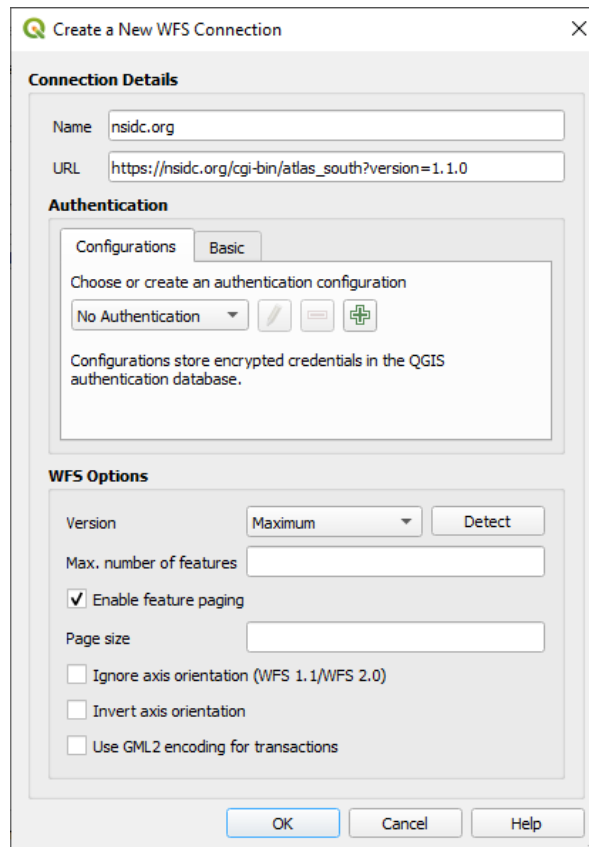 Create a New WFS Connection
Connection Details
Name nsidc.org
URL https://nsidc.org/cgi-bin/atlas_south?version=1.1.0
Authentication
Configurations Basic
Choose or create an authentication configuration
No Authentication
Configurations store encrypted credentials in the QGIS
authentication database.
WFS Options
Version Maximum Detect
Max. number of features
Enable feature paging
Page size
Ignore axis orientation (WFS 1.1/WFS 2.0)
Invert axis orientation
Use GML2 encoding for transactions
OK Cancel Help